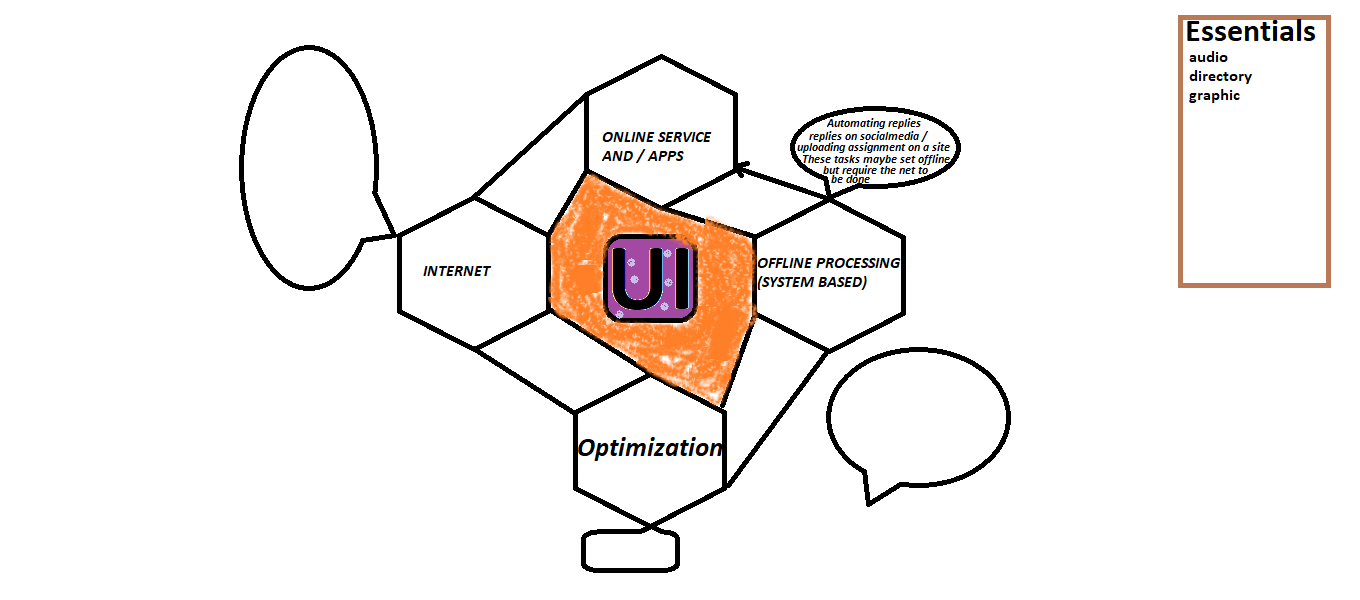 Essentials
audio
directory
graphic
ONLINE SERVICE
AND / APPS
Automating replies
replies on socialmedia /
uploading assignment on a site
These tasks maybe set offline
but require the net to
be done
INTERNET
UI
OFFLINE PROCESSING
(SYSTEM BASED)
Optimization